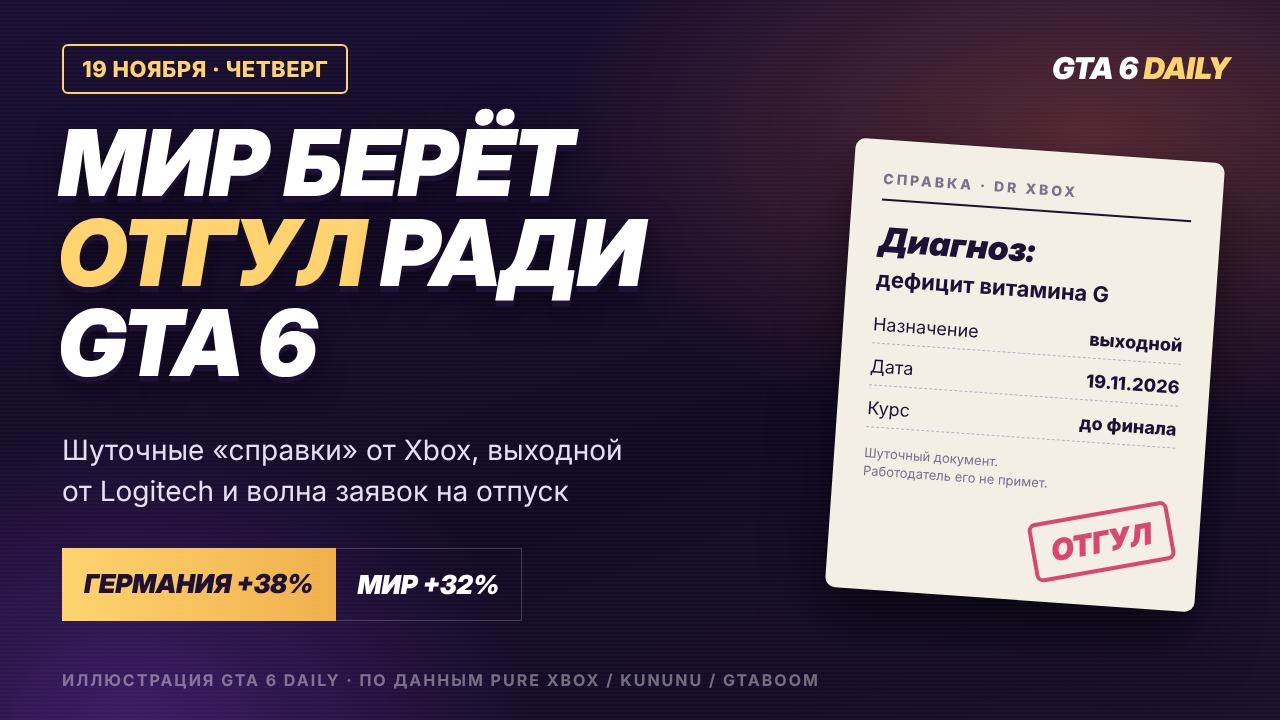 19 НОЯБРЯ · ЧЕТВЕРГ
GTA 6 DAILY
МИР БЕРЁТ
ОТГУЛ РАДИ
GTA 6
Шуточные «справки» от Xbox, выходной
от Logitech и волна заявок на отпуск
ГЕРМАНИЯ +38% МИР +32%
СПРАВКА · DR XBOX
Диагноз:
дефицит витамина G
Назначение выходной
Дата 19.11.2026
Курс до финала
Шуточный документ.
Работодатель его не примет.
ОТГУЛ
ИЛЛЮСТРАЦИЯ GTA 6 DAILY · ПО ДАННЫМ PURE XBOX / KUNUNU / GTABOOM